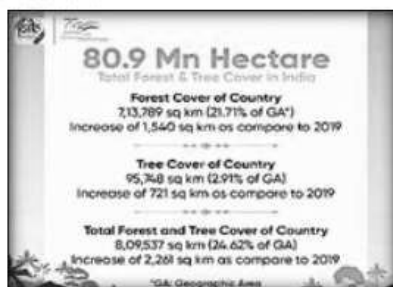 80.9 Mn Hectare
Total Forest & Tree Cover in India
Forest Cover of Country
7,13,789 sq km (21.71% of GA*)
Increase of 1,540 sq km as compare to 2019
Tree Cover of Country
95,748 sq km (2.91% of GA)
Increase of 721 sq km as compare to 2019
Total Forest and Tree Cover of Country
8,09,537 sq km (24.62% of GA)
Increase of 2,261 sq km as compare to 2019
*GA: Geographic Area